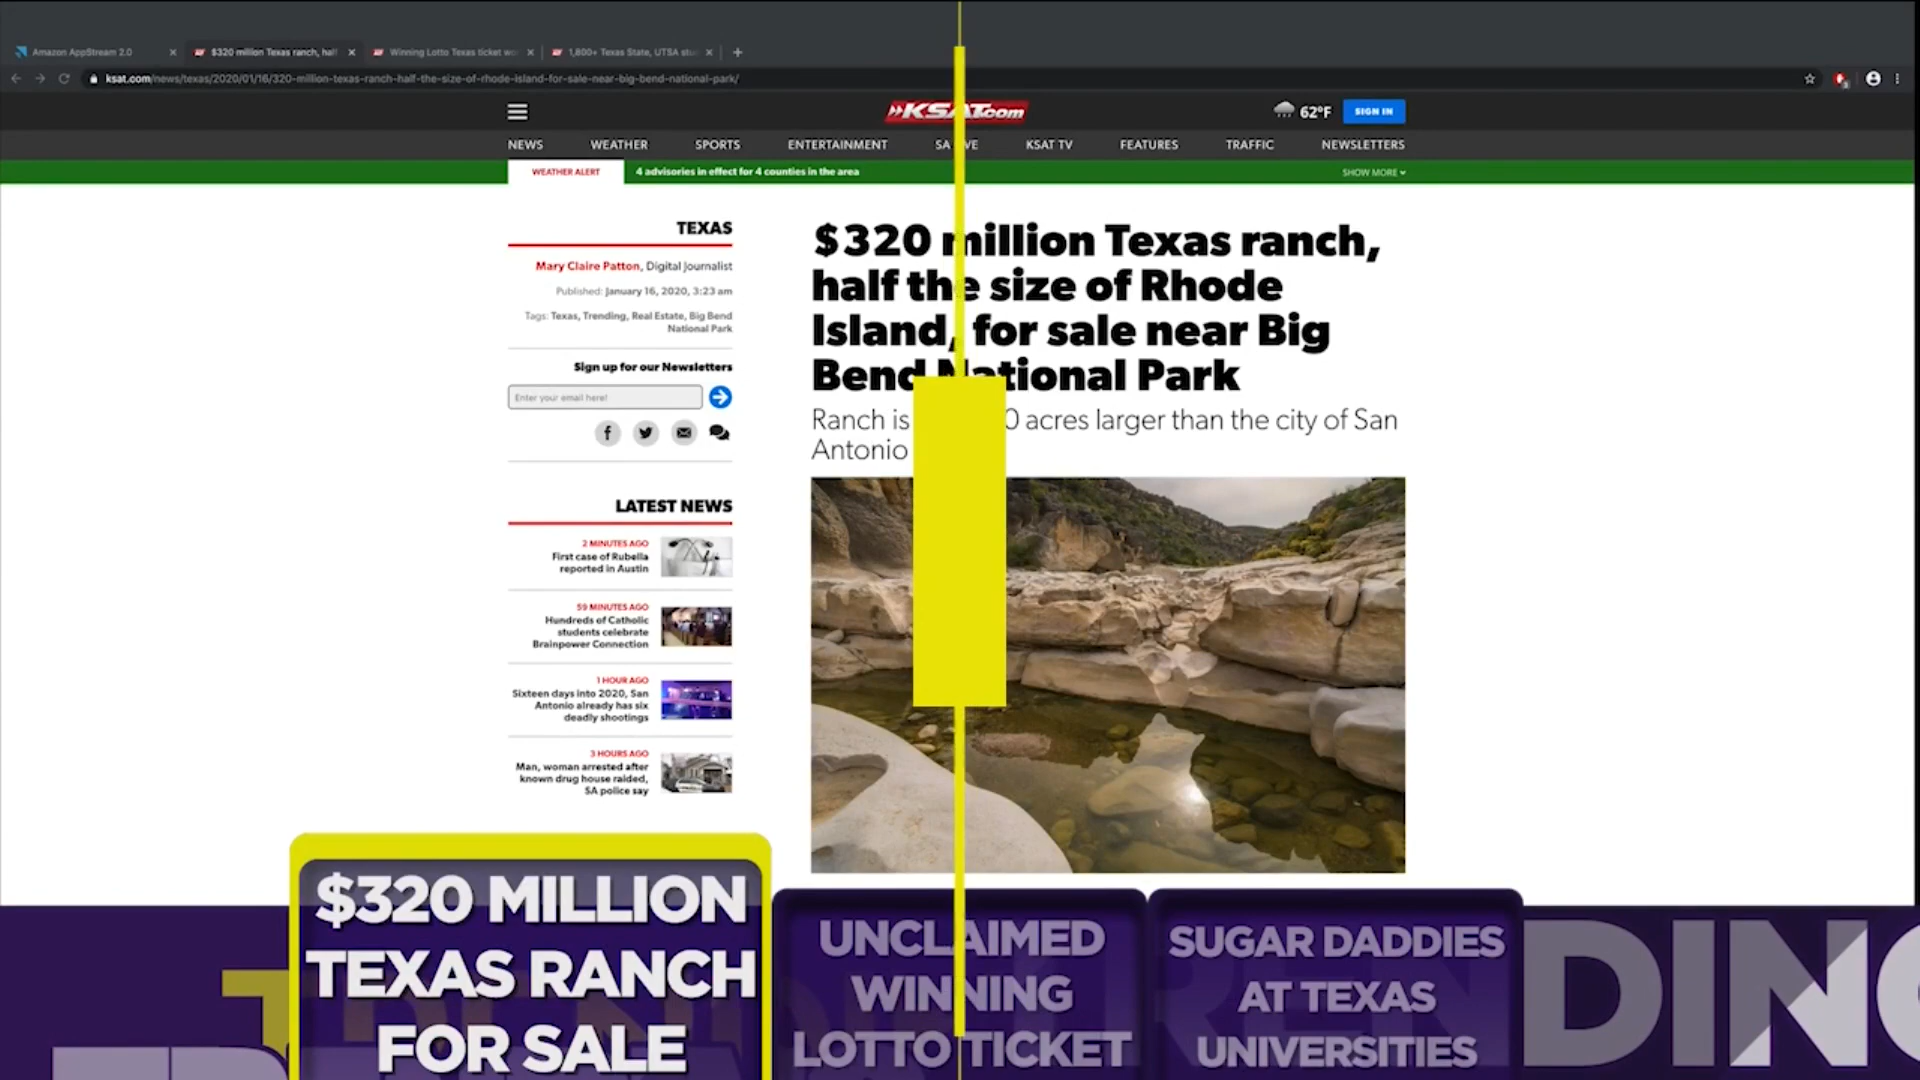 Amazon AppStream 2.0
$320 million Texas ranch, half
Winning Lotto Texas ticket wo
1,800+ Texas State, UTSA stu
ksat.com/news/texas/2020/01/16/320-million-texas-ranch-half-the-size-of-rhode-island-for-sale-near-big-bend-national-park/
KSAT.com
62°F
SIGN IN
NEWS WEATHER SPORTS ENTERTAINMENT SA LIVE KSAT TV FEATURES TRAFFIC NEWSLETTERS
WEATHER ALERT
4 advisories in effect for 4 counties in the area
SHOW MORE
TEXAS
Mary Claire Patton, Digital Journalist
Published: January 16, 2020, 3:23 am
Tags: Texas, Trending, Real Estate, Big Bend
National Park
Sign up for our Newsletters
Enter your email here!
LATEST NEWS
2 MINUTES AGO
First case of Rubella
reported in Austin
59 MINUTES AGO
Hundreds of Catholic
students celebrate
Brainpower Connection
1 HOUR AGO
Sixteen days into 2020, San
Antonio already has six
deadly shootings
3 HOURS AGO
Man, woman arrested after
known drug house raided,
SA police say
$320 million Texas ranch,
half the size of Rhode
Island, for sale near Big
Bend National Park
Ranch is acres larger than the city of San
Antonio
$320 MILLION
TEXAS RANCH
FOR SALE
UNCLAIMED
WINNING
LOTTO TICKET
SUGAR DADDIES
AT TEXAS
UNIVERSITIES